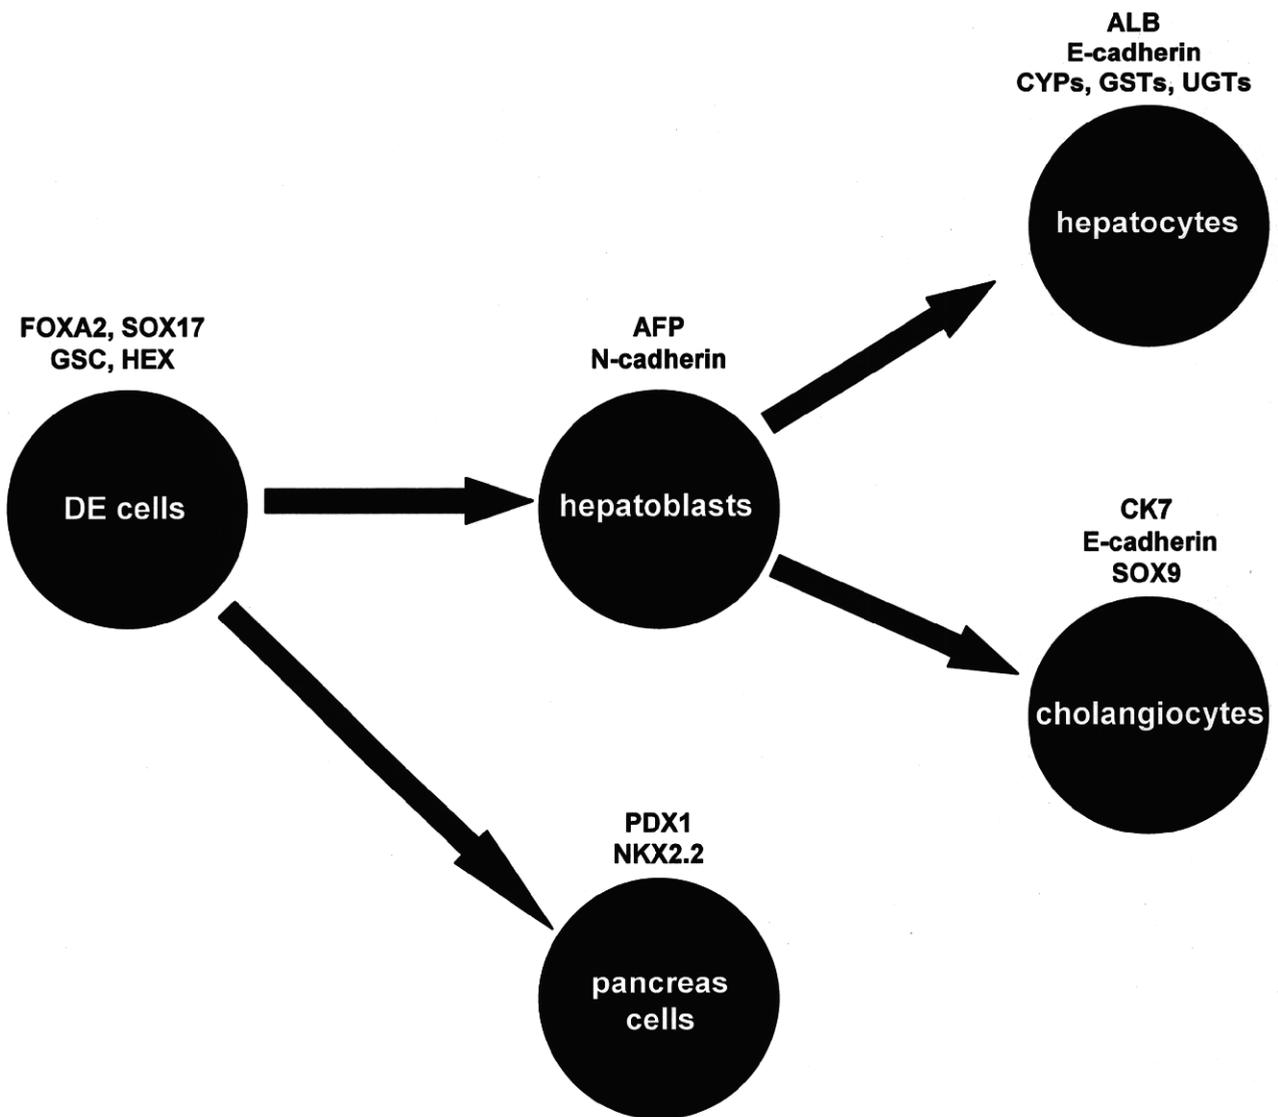 ALB
E-cadherin
CYPs, GSTs, UGTs
hepatocytes
FOXA2, SOX17
GSC, HEX
DE cells
AFP
N-cadherin
hepatoblasts
CK7
E-cadherin
SOX9
cholangiocytes
PDX1
NKX2.2
pancreas
cells